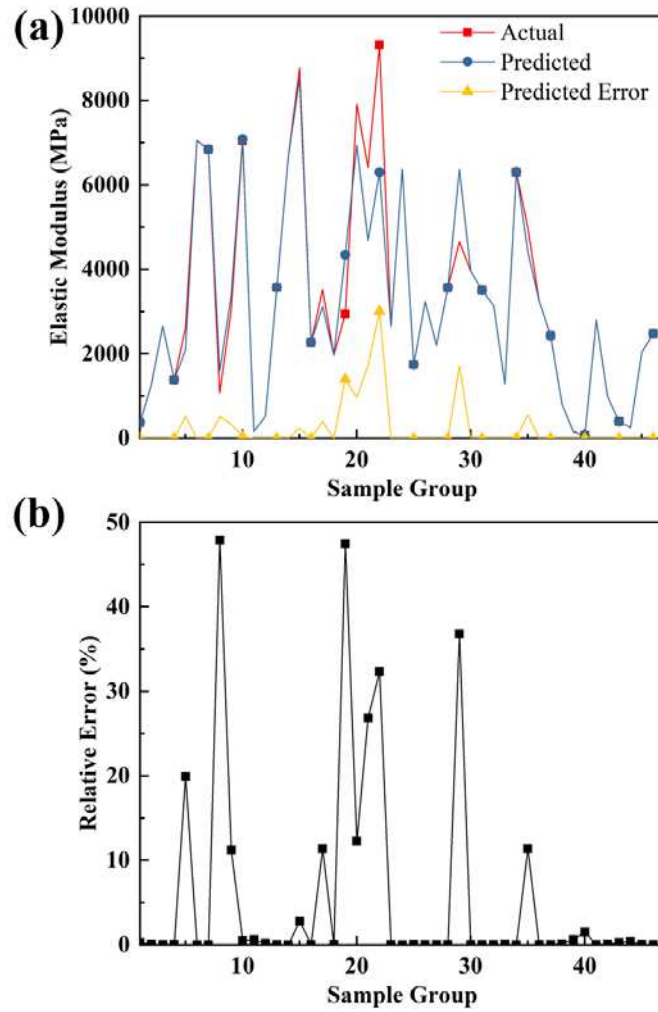 (a)
10000
8000
6000
4000
2000
0
Elastic Modulus (MPa)
Actual
Predicted
Predicted Error
10
20
30
40
Sample Group
(b)
50
40
30
20
10
0
Relative Error (%)
10
20
30
40
Sample Group